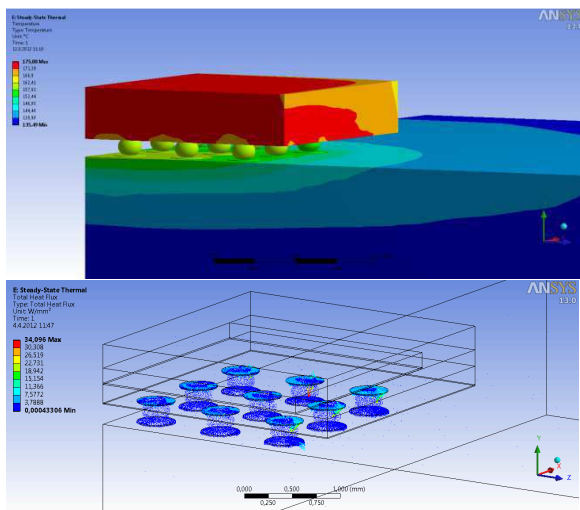 E: Steady-State Thermal
Temperature
Type: Temperature
Unit: °C
Time: 1
175,88 Max
135,49 Min
ANSYS
E: Steady-State Thermal
Total Heat Flux
Type: Total Heat Flux
Unit: W/mm²
Time: 1
4.4.2012 11:47
34,096 Max
30,308
26,519
22,731
18,942
15,154
11,366
7,5772
3,7888
0,00043306 Min
ANSYS
13.0
Y
X
Z
0,000
0,500
1,000 (mm)
0,250
0,750